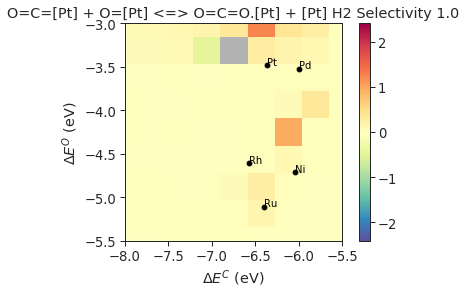 O=C=[Pt] + O=[Pt] <=> O=C=O.[Pt] + [Pt] H2 Selectivity 1.0
ΔE^O (eV)
−3.0
−3.5
−4.0
−4.5
−5.0
−5.5
Pt
Pd
Rh
Ni
Ru
2
1
0
−1
−2
−8.0 −7.5 −7.0 −6.5 −6.0 −5.5
ΔE^C (eV)